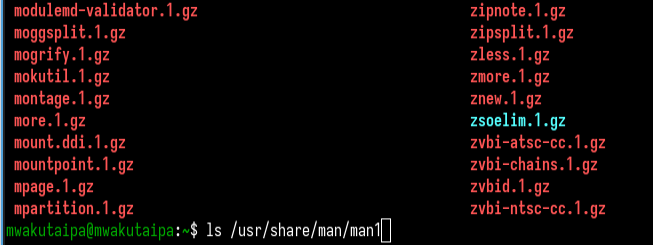 modulemd-validator.1.gz zipnote.1.gz
moggsplit.1.gz zipsplit.1.gz
mogrify.1.gz zless.1.gz
mokutil.1.gz zmore.1.gz
montage.1.gz znew.1.gz
more.1.gz zsoelim.1.gz
mount.ddi.1.gz zvbi-atsc-cc.1.gz
mountpoint.1.gz zvbi-chains.1.gz
mpage.1.gz zvbid.1.gz
mpartition.1.gz zvbi-ntsc-cc.1.gz
mwakutaipa@mwakutaipa:~$ ls /usr/share/man/man1